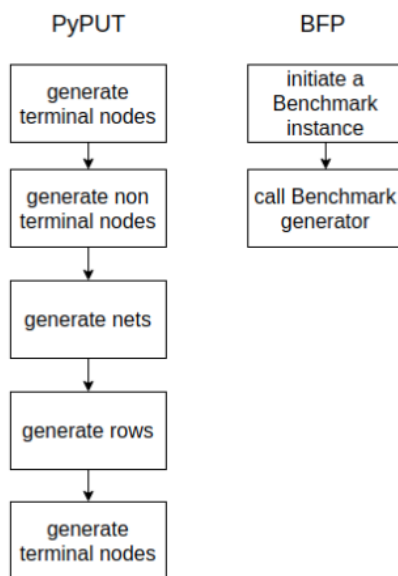 PyPUT
generate
terminal nodes
generate non
terminal nodes
generate nets
generate rows
generate
terminal nodes
BFP
initiate a
Benchmark
instance
call Benchmark
generator